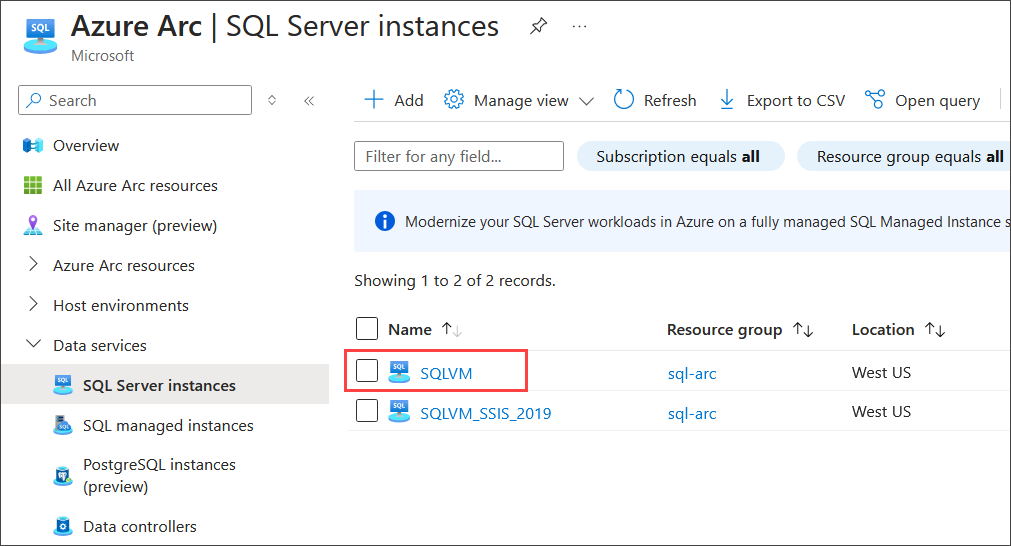 Azure Arc | SQL Server instances
...
Microsoft
Search
Overview
All Azure Arc resources
Site manager (preview)
Azure Arc resources
Host environments
Data services
SQL Server instances
SQL managed instances
PostgreSQL instances
(preview)
Data controllers
Add Manage view Refresh Export to CSV Open query
Filter for any field... Subscription equals all Resource group equals all
Modernize your SQL Server workloads in Azure on a fully managed SQL Managed Instance s
Showing 1 to 2 of 2 records.
Name Resource group Location
SQLVM sql-arc West US
SQLVM_SSIS_2019 sql-arc West US